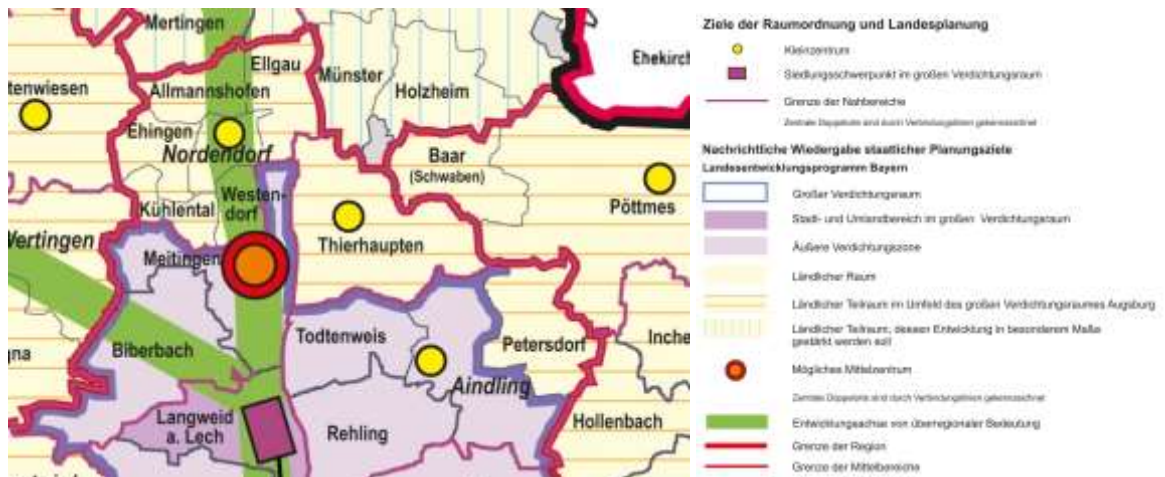 Mertingen
Ellgau
Münster
Ehekirch
tenwiesen
Allmannshofen
Holzheim
Ehingen
Nordendorf
Baar
(Schwaben)
Westen-
dorf
Kühlental
Pöttmes
Wertingen
Thierhaupten
Meitingen
Todtenweis
Biberbach
Petersdorf
Inche
gna
Aindling
Langweid
a. Lech
Rehling
Hollenbach
Ziele der Raumordnung und Landesplanung
Kleinzentrum
Siedlungsschwerpunkt im großen Verdichtungsraum
Grenze der Nahbereiche
Zentrale Doppelorte sind durch Verbindungslinien gekennzeichnet
Nachrichtliche Wiedergabe staatlicher Planungsziele
Landesentwicklungsprogramm Bayern
Großer Verdichtungsraum
Stadt- und Umlandbereich im großen Verdichtungsraum
Äußere Verdichtungszone
Ländlicher Raum
Ländlicher Teilraum im Umfeld des großen Verdichtungsraumes Augsburg
Ländlicher Teilraum, dessen Entwicklung in besonderem Maße
gestärkt werden soll
Mögliches Mittelzentrum
Zentrale Doppelorte sind durch Verbindungslinien gekennzeichnet
Entwicklungsachse von überregionaler Bedeutung
Grenze der Region
Grenze der Mittelbereiche